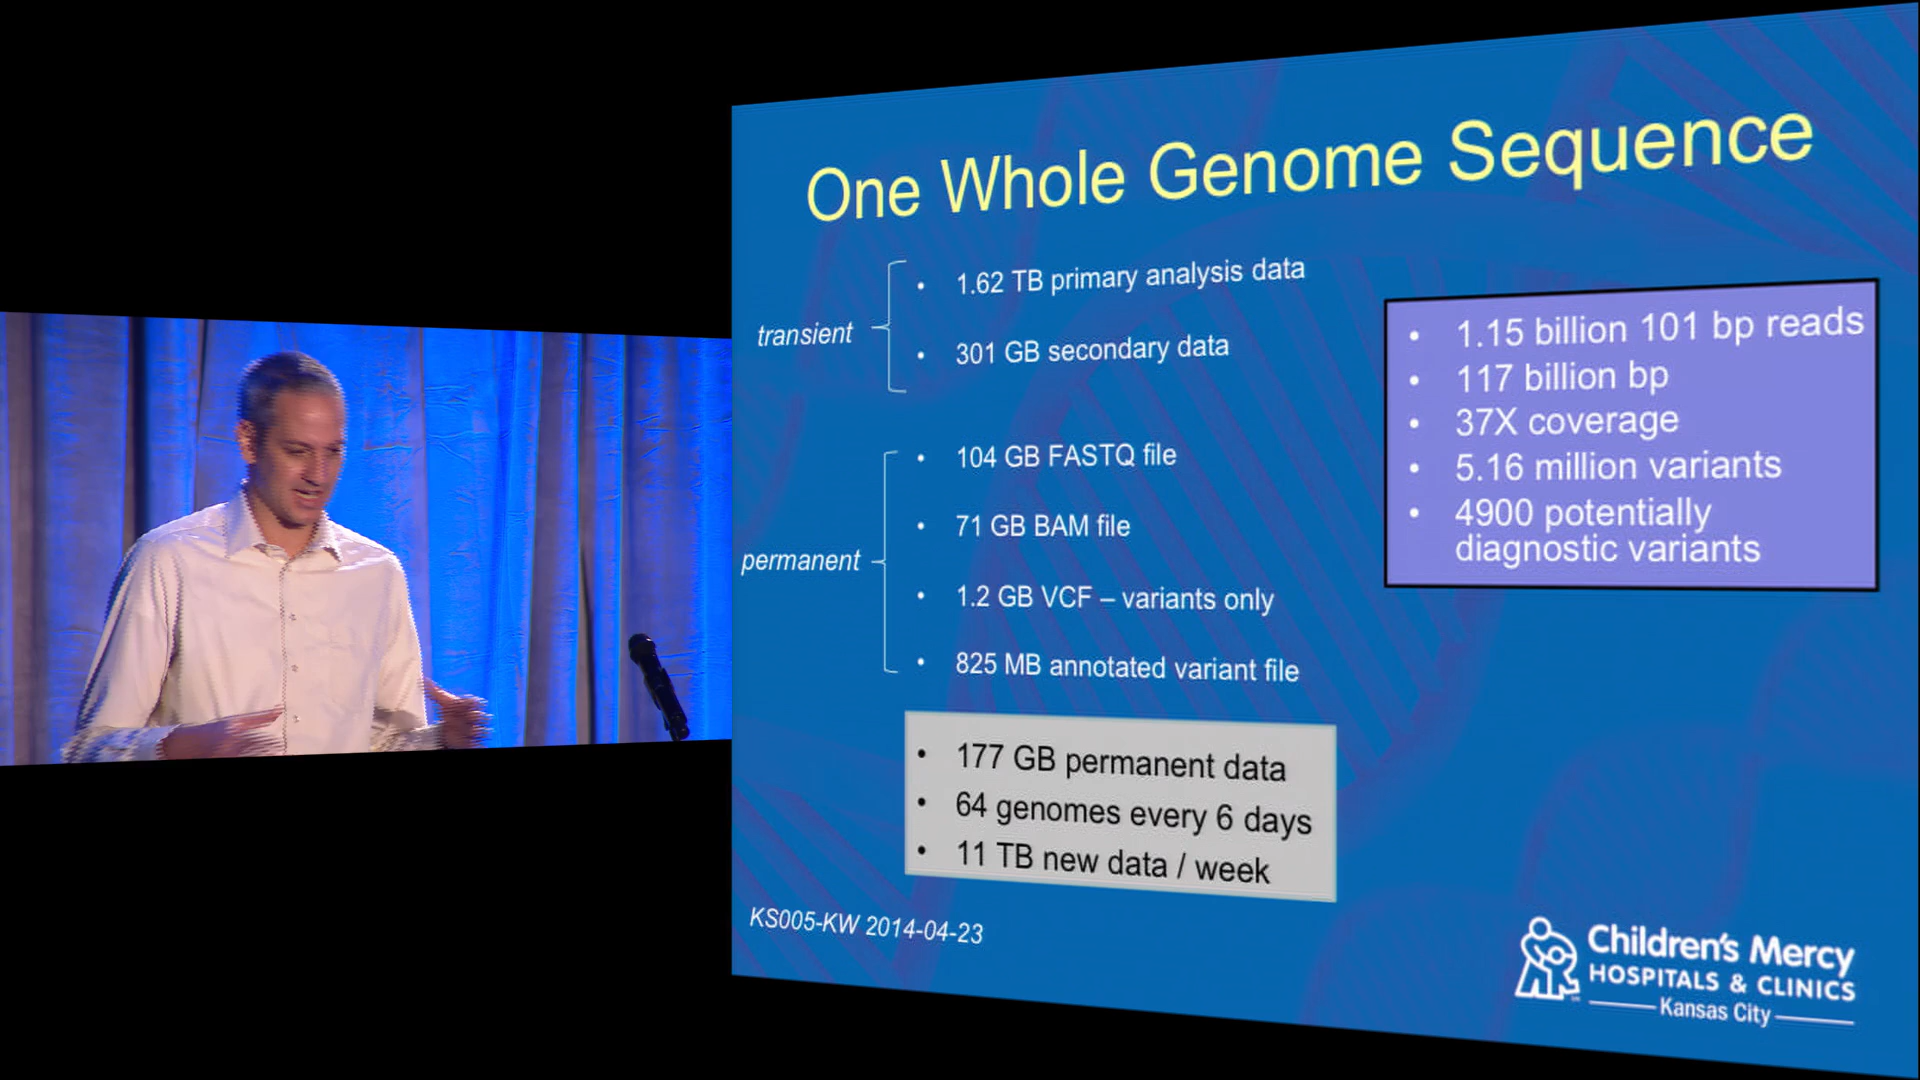 One Whole Genome Sequence
transient
• 1.62 TB primary analysis data
• 301 GB secondary data
permanent
• 104 GB FASTQ file
• 71 GB BAM file
• 1.2 GB VCF – variants only
• 825 MB annotated variant file
• 1.15 billion 101 bp reads
• 117 billion bp
• 37X coverage
• 5.16 million variants
• 4900 potentially
diagnostic variants
• 177 GB permanent data
• 64 genomes every 6 days
• 11 TB new data / week
KS005-KW 2014-04-23
Children's Mercy
HOSPITALS & CLINICS
Kansas City